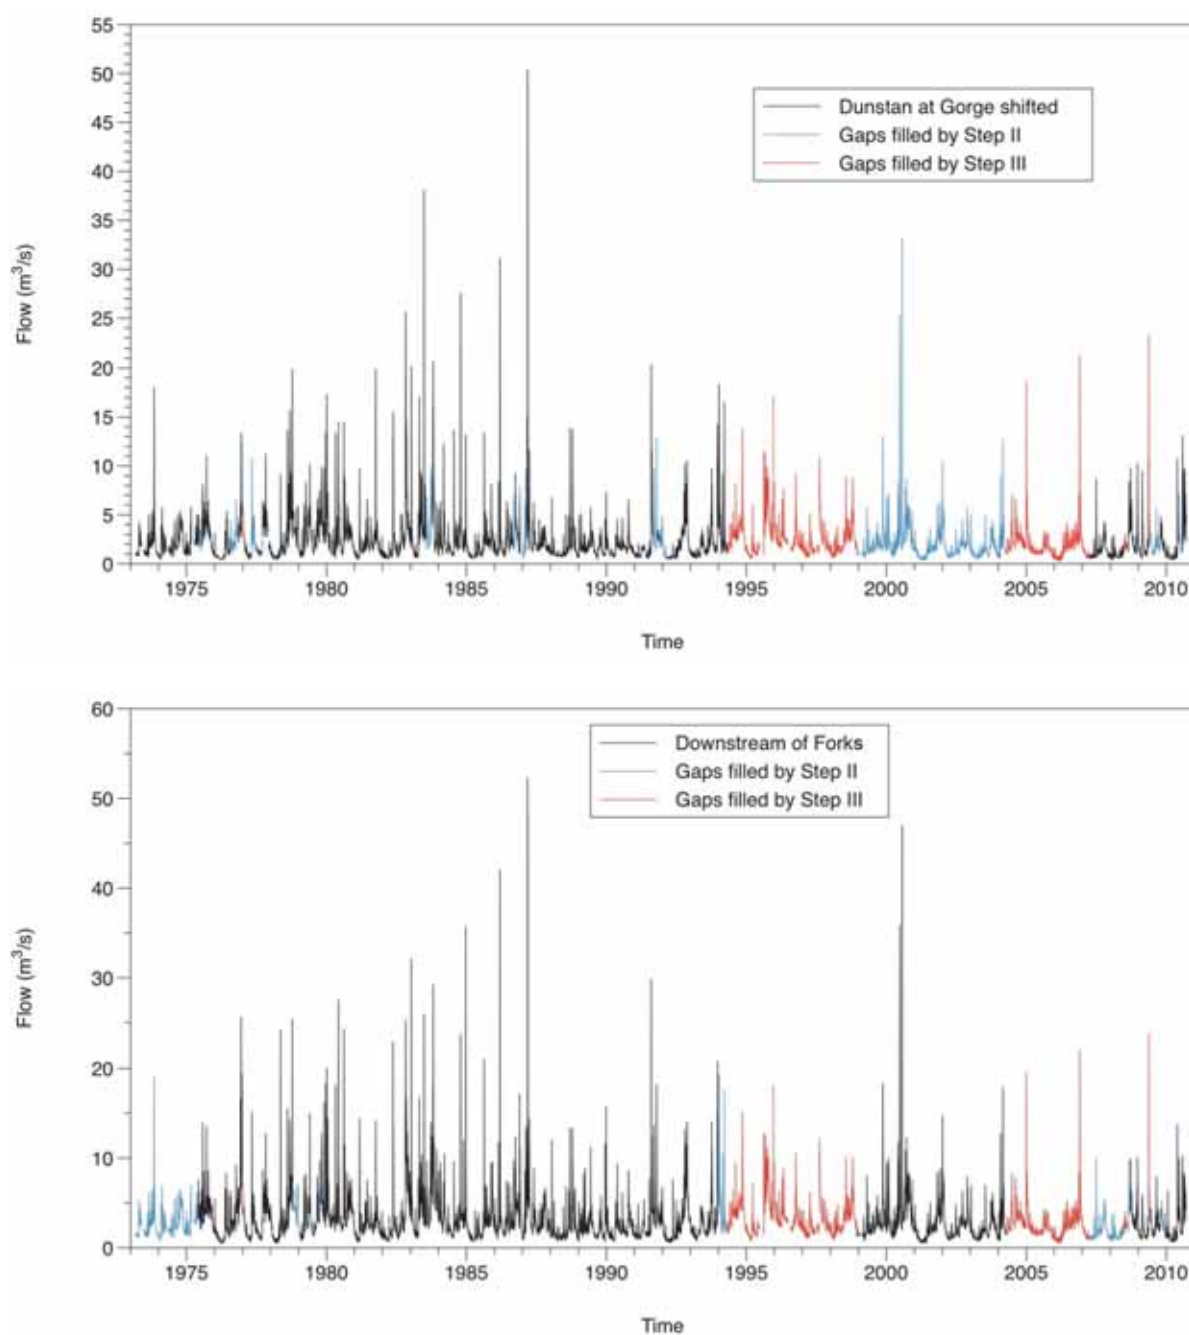 55
50
45
40
35
30
25
20
15
10
5
0
Flow (m³/s)
Dunstan at Gorge shifted
Gaps filled by Step II
Gaps filled by Step III
1975 1980 1985 1990 1995 2000 2005 2010
Time
60
50
40
30
20
10
0
Flow (m³/s)
Downstream of Forks
Gaps filled by Step II
Gaps filled by Step III
1975 1980 1985 1990 1995 2000 2005 2010
Time